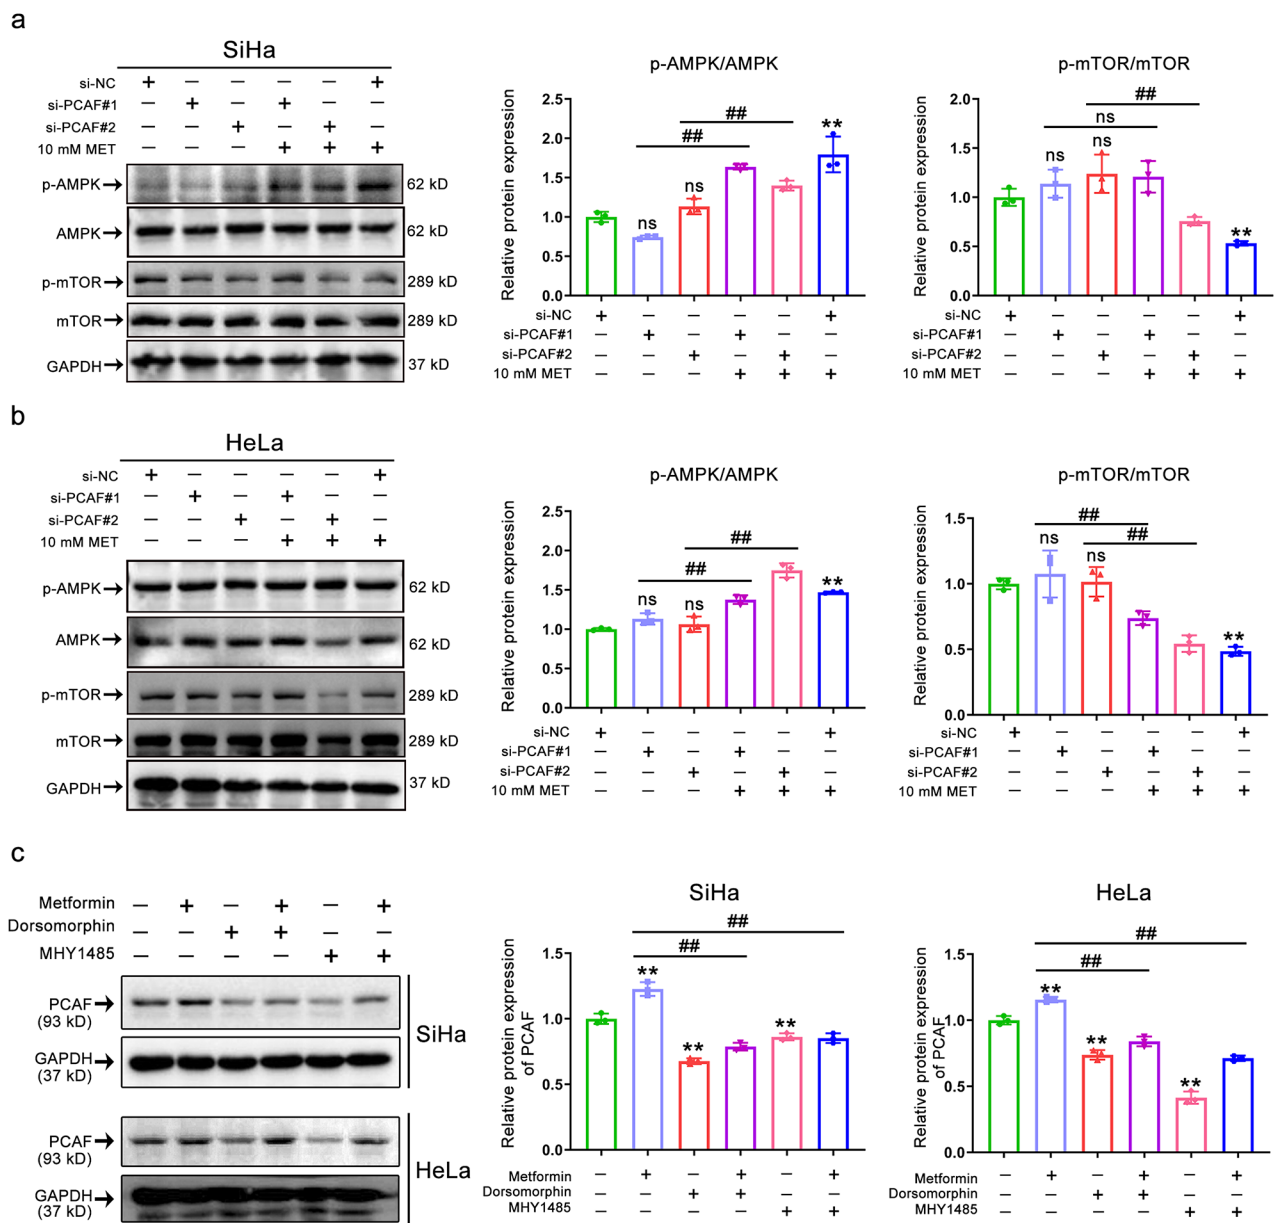 a
SiHa
si-NC + − − − − +
si-PCAF#1 − + − + − −
si-PCAF#2 − − + − + −
10 mM MET − − − + + +
p-AMPK→ 62 kD
AMPK→ 62 kD
p-mTOR→ 289 kD
mTOR→ 289 kD
GAPDH→ 37 kD
p-AMPK/AMPK
Relative protein expression
2.5
2.0
1.5
1.0
0.5
0.0
##
##
ns
ns
**
si-NC + − − − − +
si-PCAF#1 − + − + − −
si-PCAF#2 − − + − + −
10 mM MET − − − + + +
p-mTOR/mTOR
Relative protein expression
2.0
1.5
1.0
0.5
0.0
##
ns
ns
ns
**
si-NC + − − − − +
si-PCAF#1 − + − + − −
si-PCAF#2 − − + − + −
10 mM MET − − − + + +
b
HeLa
si-NC + − − − − +
si-PCAF#1 − + − + − −
si-PCAF#2 − − + − + −
10 mM MET − − − + + +
p-AMPK→ 62 kD
AMPK→ 62 kD
p-mTOR→ 289 kD
mTOR→ 289 kD
GAPDH→ 37 kD
p-AMPK/AMPK
Relative protein expression
2.5
2.0
1.5
1.0
0.5
0.0
##
##
ns
ns
**
si-NC + − − − − +
si-PCAF#1 − + − + − −
si-PCAF#2 − − + − + −
10 mM MET − − − + + +
p-mTOR/mTOR
Relative protein expression
1.5
1.0
0.5
0.0
##
##
ns
ns
**
si-NC + − − − − +
si-PCAF#1 − + − + − −
si-PCAF#2 − − + − + −
10 mM MET − − − + + +
c
Metformin − + − + − +
Dorsomorphin − − + + − −
MHY1485 − − − − + +
PCAF→
(93 kD)
GAPDH→
(37 kD)
SiHa
PCAF→
(93 kD)
GAPDH→
(37 kD)
HeLa
SiHa
Relative protein expression
of PCAF
1.5
1.0
0.5
0.0
##
##
**
**
**
Metformin − + − + − +
Dorsomorphin − − + + − −
MHY1485 − − − − + +
HeLa
Relative protein expression
of PCAF
1.5
1.0
0.5
0.0
##
##
**
**
**
Metformin − + − + − +
Dorsomorphin − − + + − −
MHY1485 − − − − + +